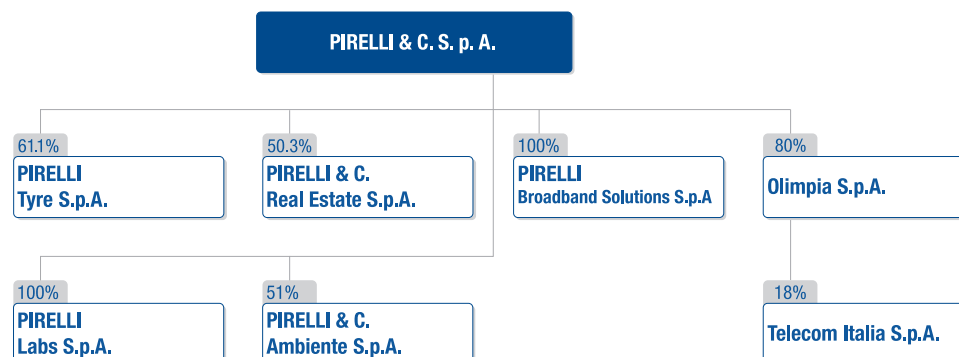 PIRELLI & C. S. p. A.
61.1%
PIRELLI
Tyre S.p.A.
50.3%
PIRELLI & C.
Real Estate S.p.A.
100%
PIRELLI
Broadband Solutions S.p.A
80%
Olimpia S.p.A.
100%
PIRELLI
Labs S.p.A.
51%
PIRELLI & C.
Ambiente S.p.A.
18%
Telecom Italia S.p.A.